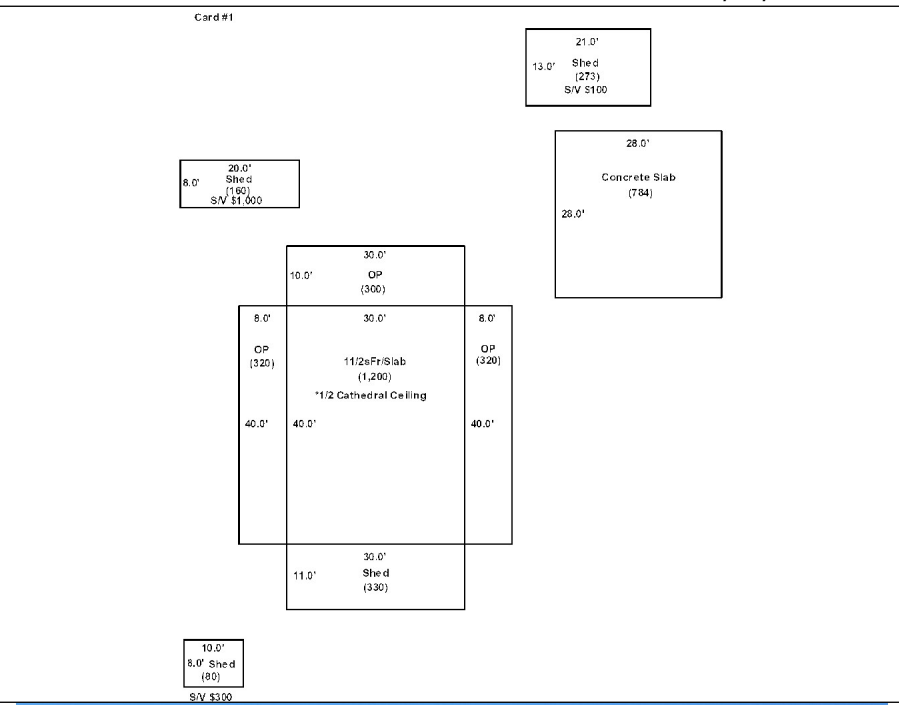 Card #1
21.0'
13.0' Shed
(273)
S/V $100
28.0'
Concrete Slab
(784)
28.0'
20.0'
8.0' Shed
(160)
S/V $1,000
30.0'
10.0' OP
(300)
8.0' 30.0' 8.0'
OP 11/2sFr/Slab OP
(320) (1,200) (320)
*1/2 Cathedral Ceiling
40.0' 40.0' 40.0'
30.0'
11.0' Shed
(330)
10.0'
8.0' Shed
(80)
S/V $300